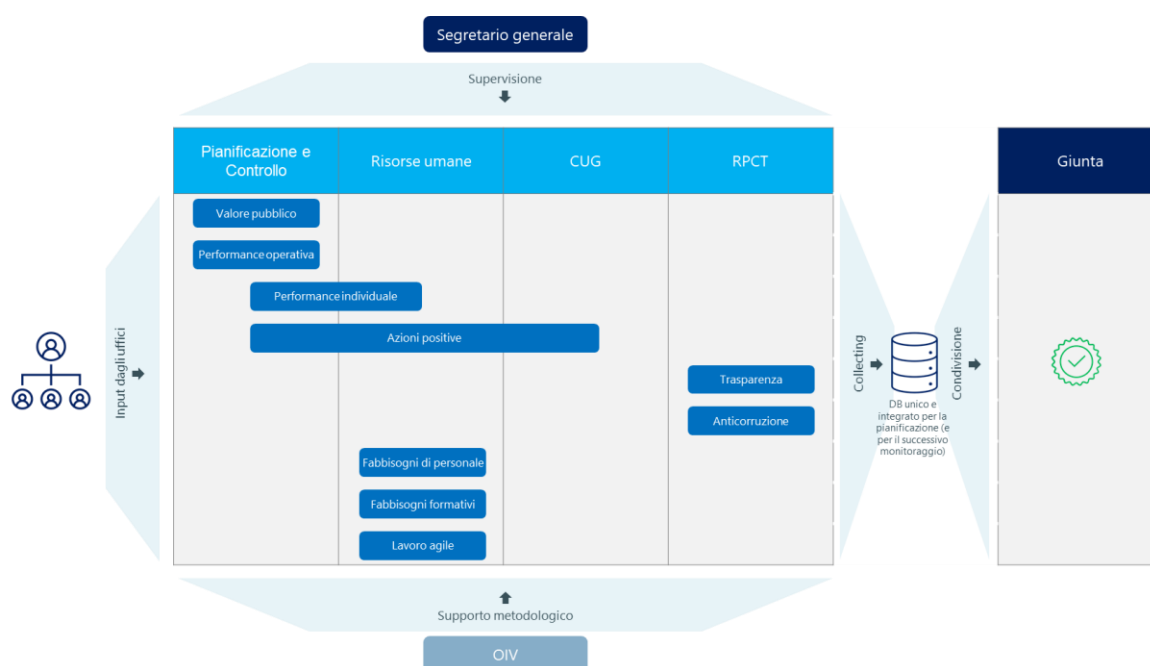 Segretario generale
Supervisione
Pianificazione e
Controllo
Risorse umane
CUG
RPCT
Giunta
Valore pubblico
Performance operativa
Performance individuale
Azioni positive
Trasparenza
Anticorruzione
Fabbisogni di personale
Fabbisogni formativi
Lavoro agile
Input dagli uffici
Collecting
DB unico e
integrato per la
pianificazione (e
per il successivo
monitoraggio)
Condivisione
Supporto metodologico
OIV